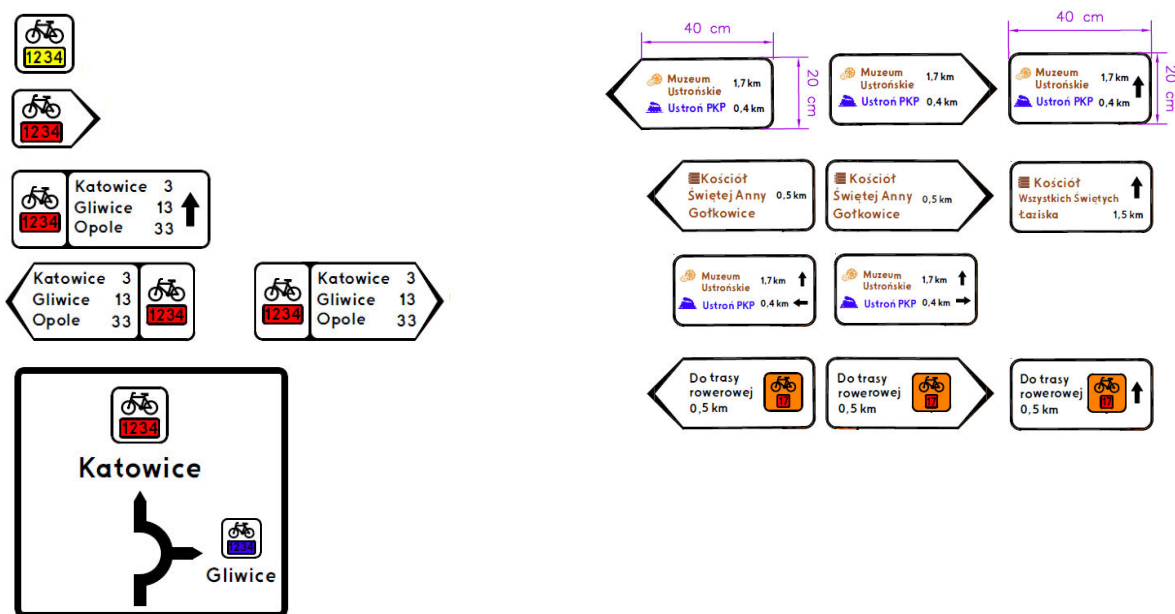 1234
1234
1234
Katowice 3
Gliwice 13
Opole 33
Katowice 3
Gliwice 13
Opole 33
1234
1234
Katowice 3
Gliwice 13
Opole 33
1234
Katowice
1234
Gliwice
40 cm
20 cm
Muzeum
Ustrońskie 1,7 km
Ustroń PKP 0,4 km
Muzeum
Ustrońskie 1,7 km
Ustroń PKP 0,4 km
40 cm
20 cm
Muzeum
Ustrońskie 1,7 km
Ustroń PKP 0,4 km
Kościół
Świętej Anny 0,5 km
Gołkowice
Kościół
Świętej Anny 0,5 km
Gołkowice
Kościół
Wszystkich Świętych
Łaziska 1,5 km
Muzeum
Ustrońskie 1,7 km
Ustroń PKP 0,4 km
Muzeum
Ustrońskie 1,7 km
Ustroń PKP 0,4 km
Do trasy
rowerowej
0,5 km
17
Do trasy
rowerowej
0,5 km
17
Do trasy
rowerowej
0,5 km
17